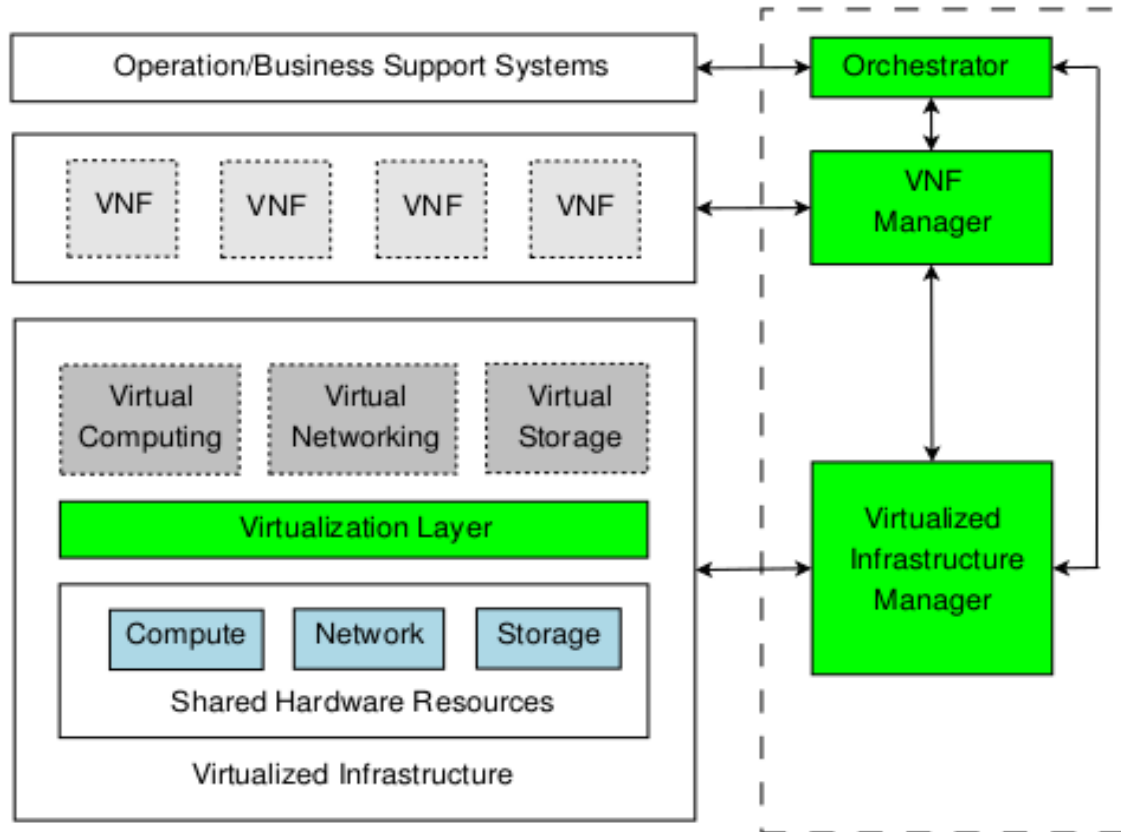 Operation/Business Support Systems
Orchestrator
VNF
VNF
VNF
VNF
VNF
Manager
Virtual
Computing
Virtual
Networking
Virtual
Storage
Virtualization Layer
Virtualized
Infrastructure
Manager
Compute
Network
Storage
Shared Hardware Resources
Virtualized Infrastructure